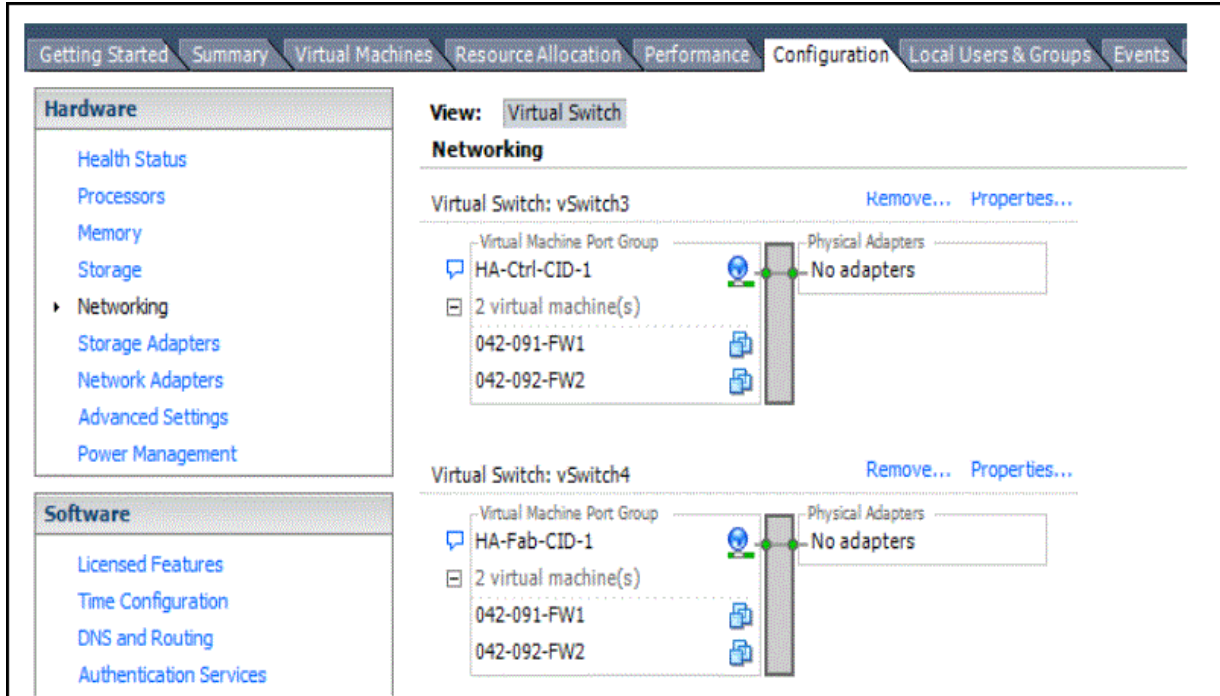 Getting Started Summary Virtual Machines Resource Allocation Performance Configuration Local Users & Groups Events
Hardware
Health Status
Processors
Memory
Storage
Networking
Storage Adapters
Network Adapters
Advanced Settings
Power Management
Software
Licensed Features
Time Configuration
DNS and Routing
Authentication Services
View: Virtual Switch
Networking
Virtual Switch: vSwitch3 Remove... Properties...
Virtual Machine Port Group Physical Adapters
HA-Ctrl-CID-1 No adapters
2 virtual machine(s)
042-091-FW1
042-092-FW2
Virtual Switch: vSwitch4 Remove... Properties...
Virtual Machine Port Group Physical Adapters
HA-Fab-CID-1 No adapters
2 virtual machine(s)
042-091-FW1
042-092-FW2